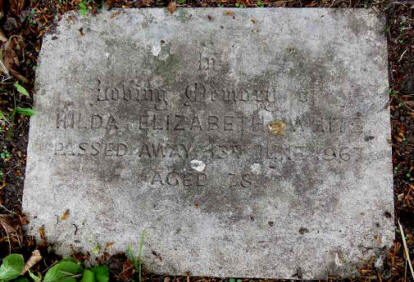 In
Loving Memory of
HILDA ELIZABETH
PASSED AWAY JUNE
AGED